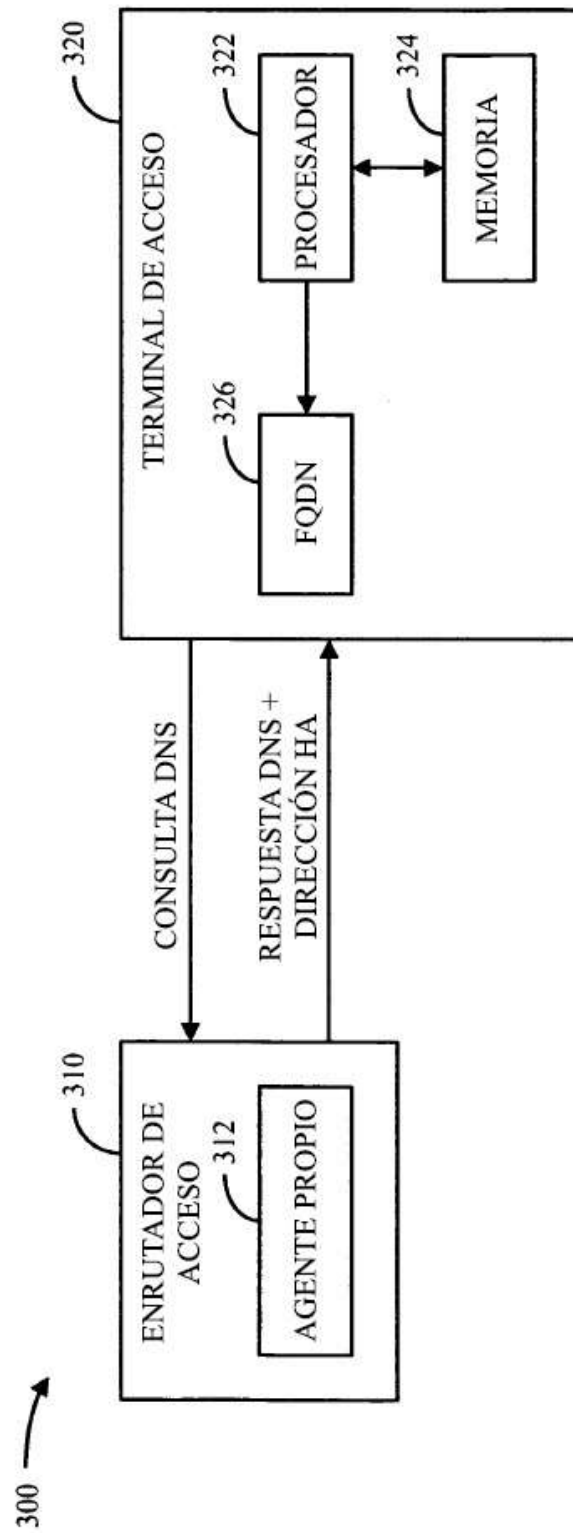 300
310
ENRUTADOR DE
ACCESO
312
AGENTE PROPIO
CONSULTA DNS
RESPUESTA DNS +
DIRECCIÓN HA
320
TERMINAL DE ACCESO
326
FQDN
322
PROCESADOR
324
MEMORIA